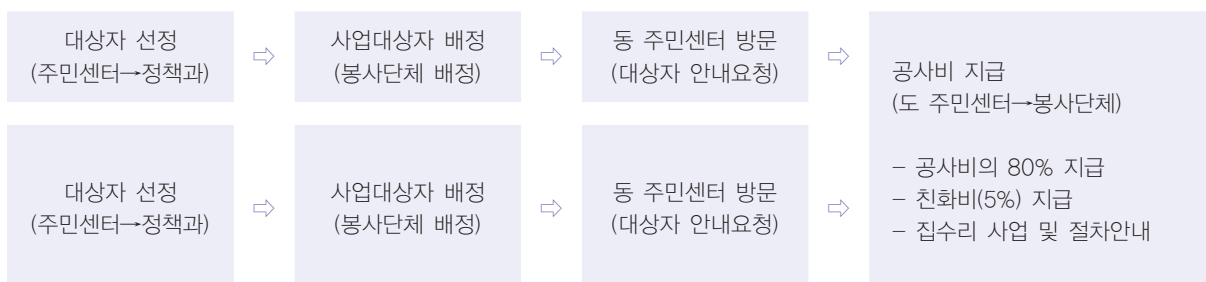 대상자 선정
(주민센터→정책과)
⇨
사업대상자 배정
(봉사단체 배정)
⇨
동 주민센터 방문
(대상자 안내요청)
⇨
대상자 선정
(주민센터→정책과)
⇨
사업대상자 배정
(봉사단체 배정)
⇨
동 주민센터 방문
(대상자 안내요청)
⇨
공사비 지급
(도 주민센터→봉사단체)
- 공사비의 80% 지급
- 친화비(5%) 지급
- 집수리 사업 및 절차안내